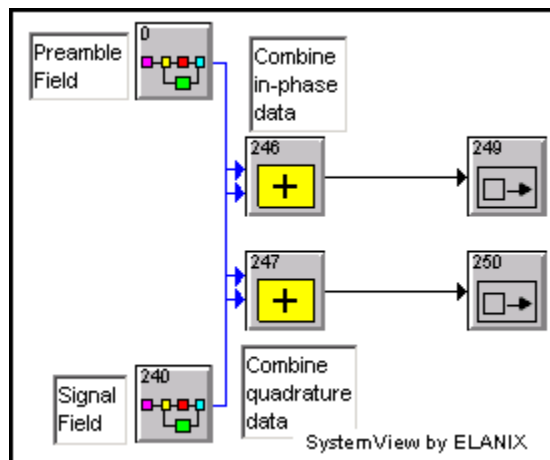 0
Preamble
Field
Combine
in-phase
data
246
+
249
247
+
250
240
Signal
Field
Combine
quadrature
data
SystemView by ELANIX